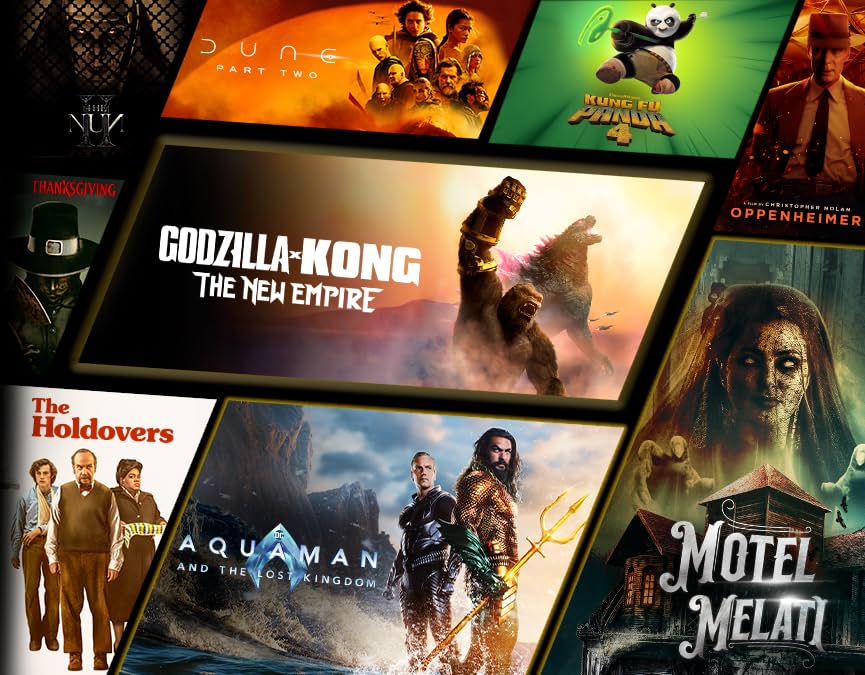 THE
II
NUN
DUNE
PART TWO
KUNG FU
PANDA
4
A FILM BY CHRISTOPHER NOLAN
OPPENHEIMER
THANKSGIVING
GODZILLA x KONG
THE NEW EMPIRE
The
Holdovers
DC
AQUAMAN
AND THE LOST KINGDOM
MOTEL
MELATI